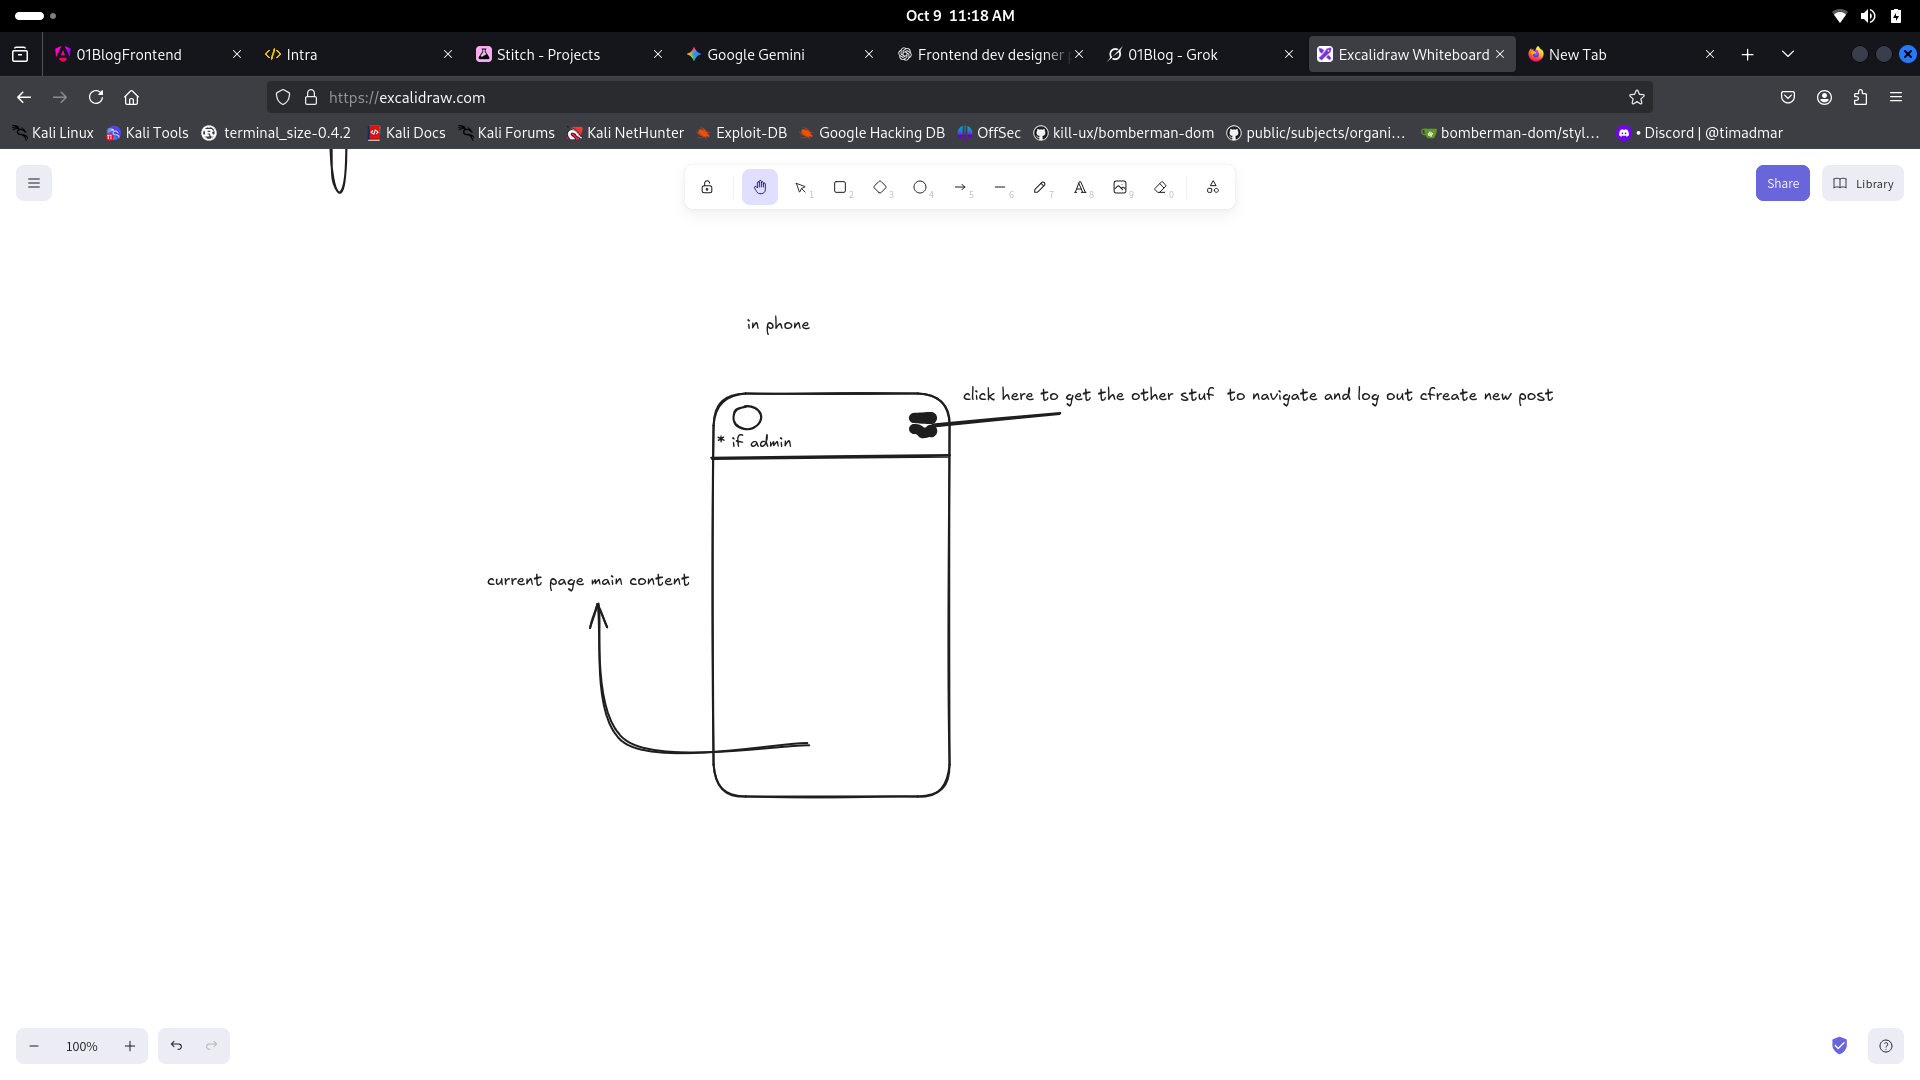 Oct 9 11:18 AM
01BlogFrontend
Intra
Stitch - Projects
Google Gemini
Frontend dev designer
01Blog - Grok
Excalidraw Whiteboard
New Tab
https://excalidraw.com
Kali Linux
Kali Tools
terminal_size-0.4.2
Kali Docs
Kali Forums
Kali NetHunter
Exploit-DB
Google Hacking DB
OffSec
kill-ux/bomberman-dom
public/subjects/organi...
bomberman-dom/styl...
• Discord | @timadmar
1
2
3
4
5
6
7
A
8
9
0
Share
Library
in phone
click here to get the other stuf to navigate and log out cfreate new post
* if admin
current page main content
100%